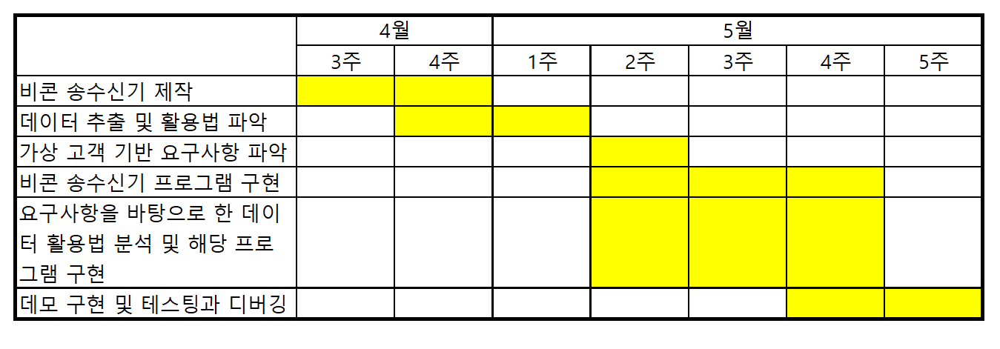 4월 5월
3주 4주 1주 2주 3주 4주 5주
비콘 송수신기 제작
데이터 추출 및 활용법 파악
가상 고객 기반 요구사항 파악
비콘 송수신기 프로그램 구현
요구사항을 바탕으로 한 데이
터 활용법 분석 및 해당 프로
그램 구현
데모 구현 및 테스팅과 디버깅